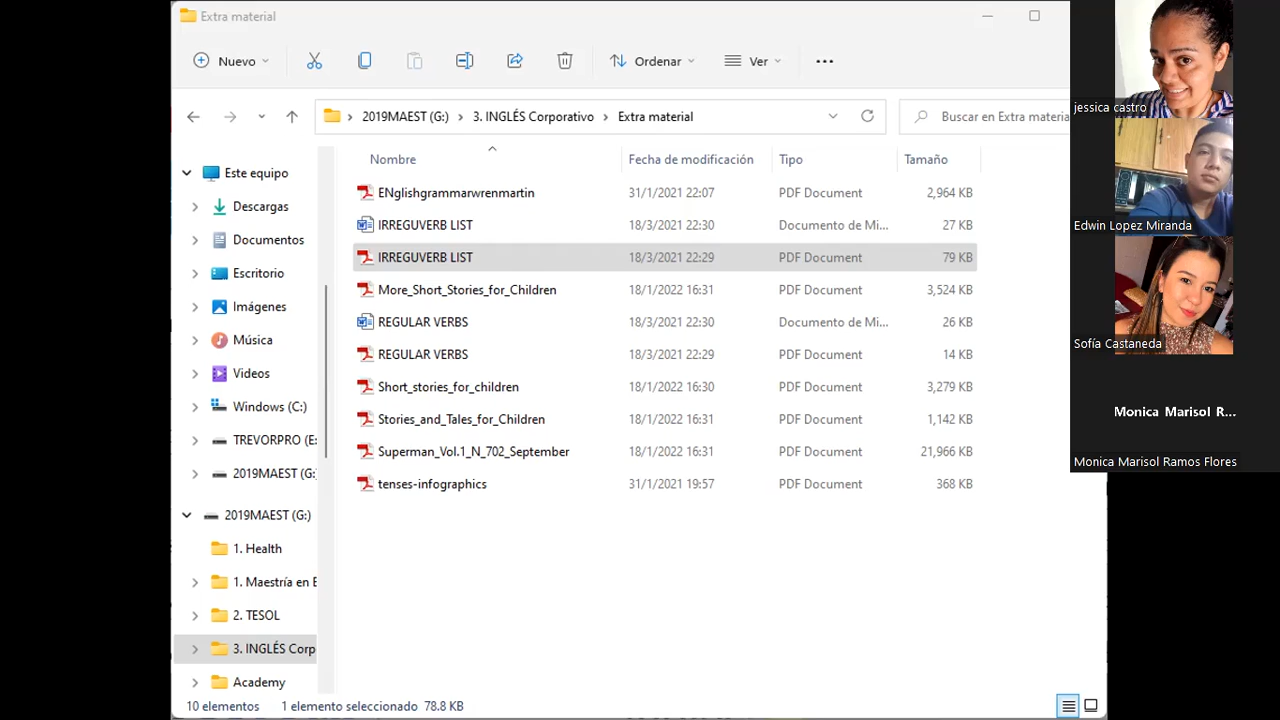 Extra material
Nuevo
Ordenar
Ver
2019MAEST (G:) > 3. INGLÉS Corporativo > Extra material
Buscar en Extra materia
Nombre Fecha de modificación Tipo Tamaño
ENglishgrammarwrenmartin 31/1/2021 22:07 PDF Document 2,964 KB
IRREGUVERB LIST 18/3/2021 22:30 Documento de Mi... 27 KB
IRREGUVERB LIST 18/3/2021 22:29 PDF Document 79 KB
More_Short_Stories_for_Children 18/1/2022 16:31 PDF Document 3,524 KB
REGULAR VERBS 18/3/2021 22:30 Documento de Mi... 26 KB
REGULAR VERBS 18/3/2021 22:29 PDF Document 14 KB
Short_stories_for_children 18/1/2022 16:30 PDF Document 3,279 KB
Stories_and_Tales_for_Children 18/1/2022 16:31 PDF Document 1,142 KB
Superman_Vol.1_N_702_September 18/1/2022 16:31 PDF Document 21,966 KB
tenses-infographics 31/1/2021 19:57 PDF Document 368 KB
Este equipo
Descargas
Documentos
Escritorio
Imágenes
Música
Videos
Windows (C:)
TREVORPRO (E:
2019MAEST (G:
2019MAEST (G:)
1. Health
1. Maestría en E
2. TESOL
3. INGLÉS Corp
Academy
10 elementos 1 elemento seleccionado 78.8 KB
jessica castro
Edwin Lopez Miranda
Sofía Castaneda
Monica Marisol R...
Monica Marisol Ramos Flores